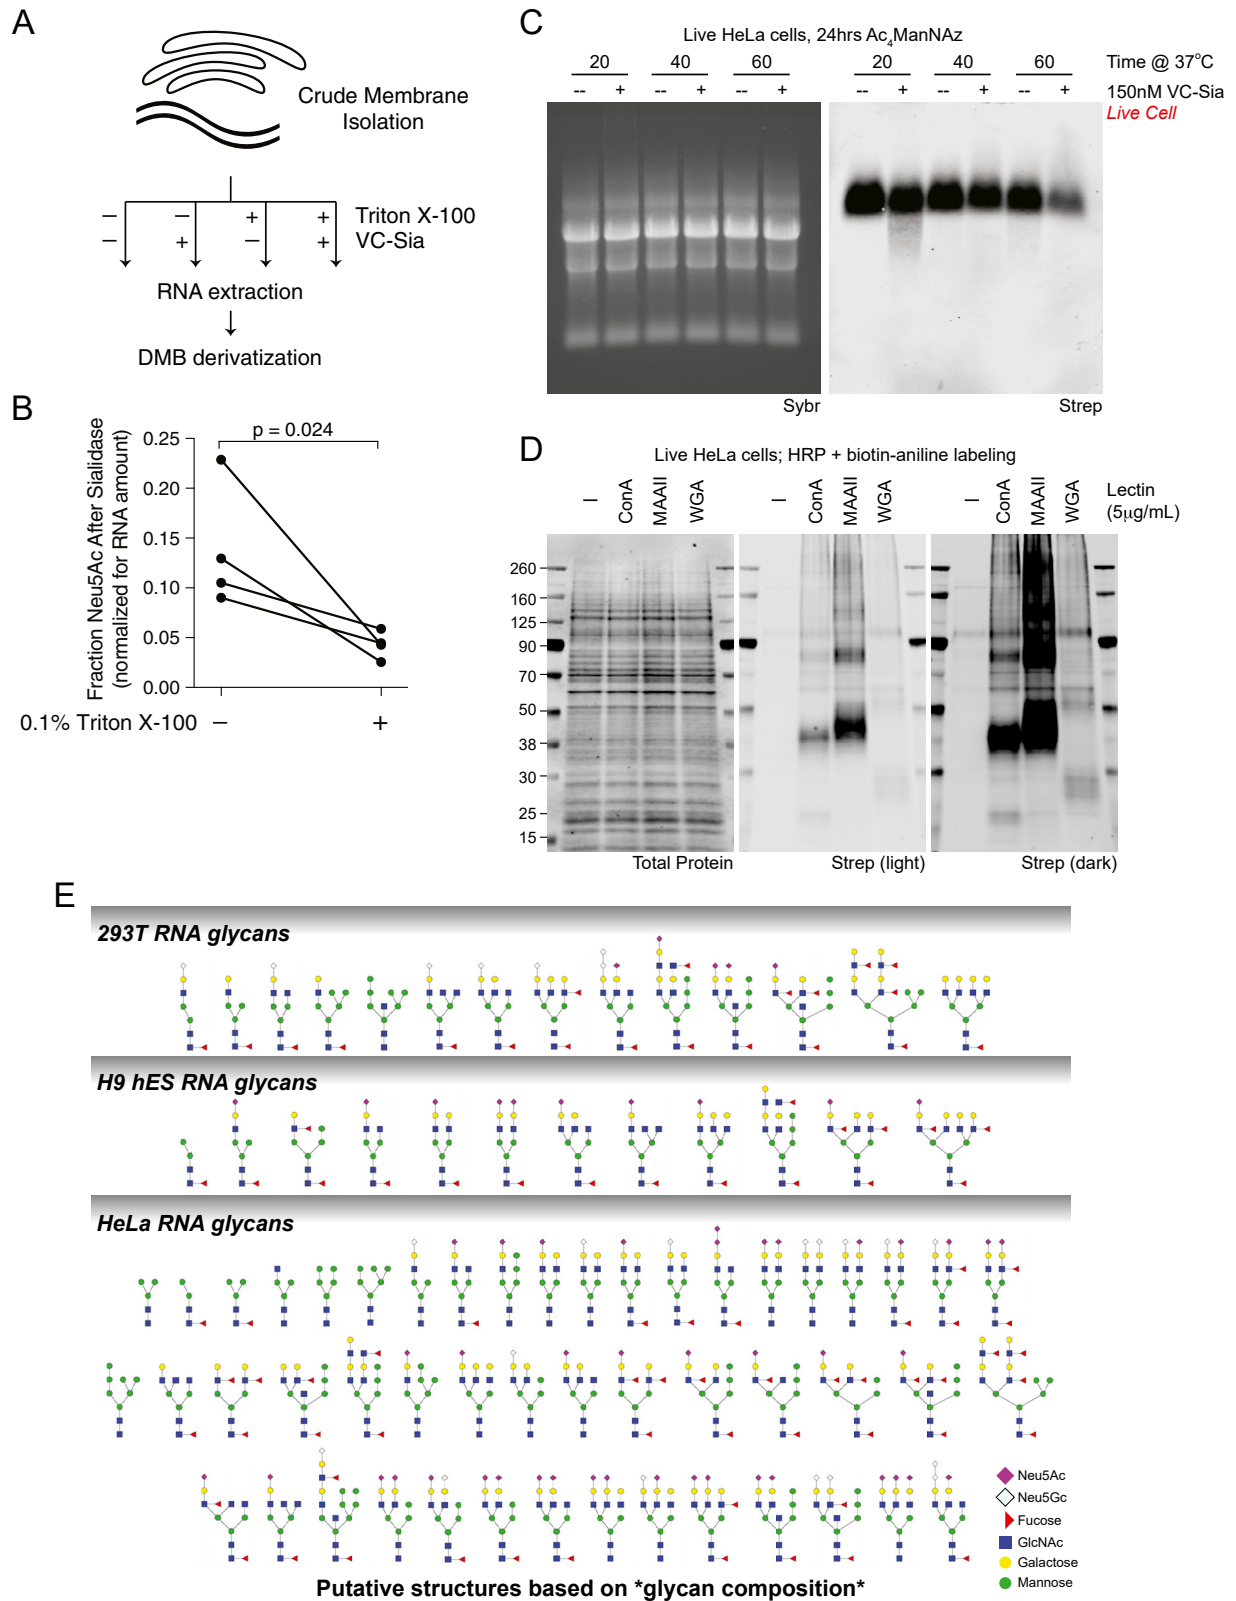 A
Crude Membrane
Isolation
− − + + Triton X-100
− + − + VC-Sia
RNA extraction
DMB derivatization
B
p = 0.024
Fraction Neu5Ac After Sialidase
(normalized for RNA amount)
0.25
0.20
0.15
0.10
0.05
0.00
0.1% Triton X-100 − +
C
Live HeLa cells, 24hrs Ac4ManNAz
20 40 60 20 40 60 Time @ 37°C
-- + -- + -- + -- + -- + -- + 150nM VC-Sia
Live Cell
Sybr Strep
D
Live HeLa cells; HRP + biotin-aniline labeling
− ConA MAAII WGA − ConA MAAII WGA − ConA MAAII WGA Lectin
(5µg/mL)
260
160
125
90
70
50
38
30
25
15
Total Protein Strep (light) Strep (dark)
E
293T RNA glycans
H9 hES RNA glycans
HeLa RNA glycans
Neu5Ac
Neu5Gc
Fucose
GlcNAc
Galactose
Mannose
Putative structures based on *glycan composition*